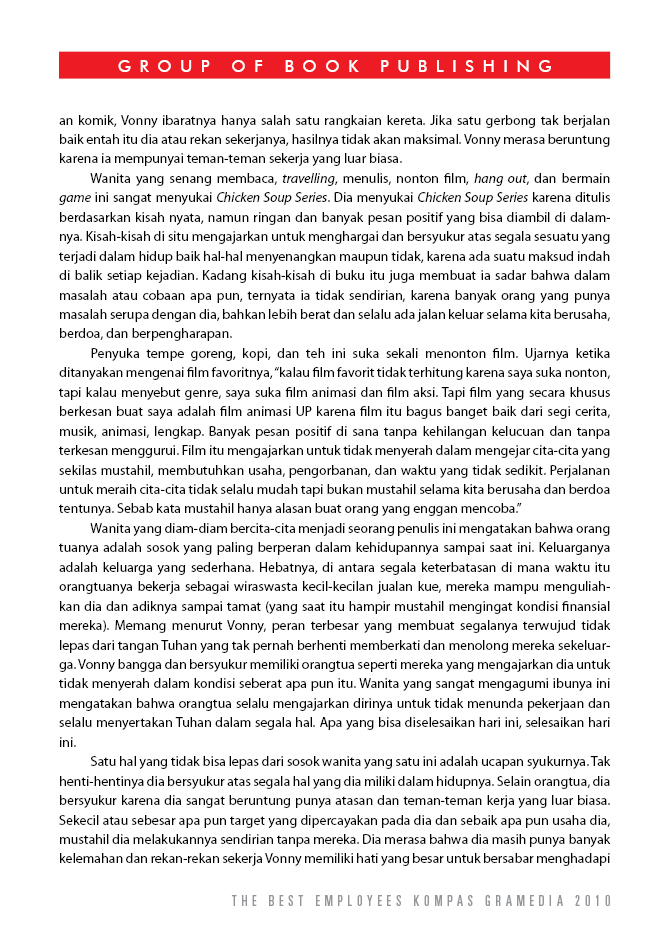 GROUP OF BOOK PUBLISHING
an komik, Vonny ibaratnya hanya salah satu rangkaian kereta. Jika satu gerbong tak berjalan
baik entah itu dia atau rekan sekerjanya, hasilnya tidak akan maksimal. Vonny merasa beruntung
karena ia mempunyai teman-teman sekerja yang luar biasa.
Wanita yang senang membaca, travelling, menulis, nonton film, hang out, dan bermain
game ini sangat menyukai Chicken Soup Series. Dia menyukai Chicken Soup Series karena ditulis
berdasarkan kisah nyata, namun ringan dan banyak pesan positif yang bisa diambil di dalam-
nya. Kisah-kisah di situ mengajarkan untuk menghargai dan bersyukur atas segala sesuatu yang
terjadi dalam hidup baik hal-hal menyenangkan maupun tidak, karena ada suatu maksud indah
di balik setiap kejadian. Kadang kisah-kisah di buku itu juga membuat ia sadar bahwa dalam
masalah atau cobaan apa pun, ternyata ia tidak sendirian, karena banyak orang yang punya
masalah serupa dengan dia, bahkan lebih berat dan selalu ada jalan keluar selama kita berusaha,
berdoa, dan berpengharapan.
Penyuka tempe goreng, kopi, dan teh ini suka sekali menonton film. Ujarnya ketika
ditanyakan mengenai film favoritnya, “kalau film favorit tidak terhitung karena saya suka nonton,
tapi kalau menyebut genre, saya suka film animasi dan film aksi. Tapi film yang secara khusus
berkesan buat saya adalah film animasi UP karena film itu bagus banget baik dari segi cerita,
musik, animasi, lengkap. Banyak pesan positif di sana tanpa kehilangan kelucuan dan tanpa
terkesan menggurui. Film itu mengajarkan untuk tidak menyerah dalam mengejar cita-cita yang
sekilas mustahil, membutuhkan usaha, pengorbanan, dan waktu yang tidak sedikit. Perjalanan
untuk meraih cita-cita tidak selalu mudah tapi bukan mustahil selama kita berusaha dan berdoa
tentunya. Sebab kata mustahil hanya alasan buat orang yang enggan mencoba.”
Wanita yang diam-diam bercita-cita menjadi seorang penulis ini mengatakan bahwa orang
tuanya adalah sosok yang paling berperan dalam kehidupannya sampai saat ini. Keluarganya
adalah keluarga yang sederhana. Hebatnya, di antara segala keterbatasan di mana waktu itu
orangtuanya bekerja sebagai wiraswasta kecil-kecilan jualan kue, mereka mampu menguliah-
kan dia dan adiknya sampai tamat (yang saat itu hampir mustahil mengingat kondisi finansial
mereka). Memang menurut Vonny, peran terbesar yang membuat segalanya terwujud tidak
lepas dari tangan Tuhan yang tak pernah berhenti memberkati dan menolong mereka sekeluar-
ga. Vonny bangga dan bersyukur memiliki orangtua seperti mereka yang mengajarkan dia untuk
tidak menyerah dalam kondisi seberat apa pun itu. Wanita yang sangat mengagumi ibunya ini
mengatakan bahwa orangtua selalu mengajarkan dirinya untuk tidak menunda pekerjaan dan
selalu menyertakan Tuhan dalam segala hal. Apa yang bisa diselesaikan hari ini, selesaikan hari
ini.
Satu hal yang tidak bisa lepas dari sosok wanita yang satu ini adalah ucapan syukurnya. Tak
henti-hentinya dia bersyukur atas segala hal yang dia miliki dalam hidupnya. Selain orangtua, dia
bersyukur karena dia sangat beruntung punya atasan dan teman-teman kerja yang luar biasa.
Sekecil atau sebesar apa pun target yang dipercayakan pada dia dan sebaik apa pun usaha dia,
mustahil dia melakukannya sendirian tanpa mereka. Dia merasa bahwa dia masih punya banyak
kelemahan dan rekan-rekan sekerja Vonny memiliki hati yang besar untuk bersabar menghadapi
THE BEST EMPLOYEES KOMPAS GRAMEDIA 2010